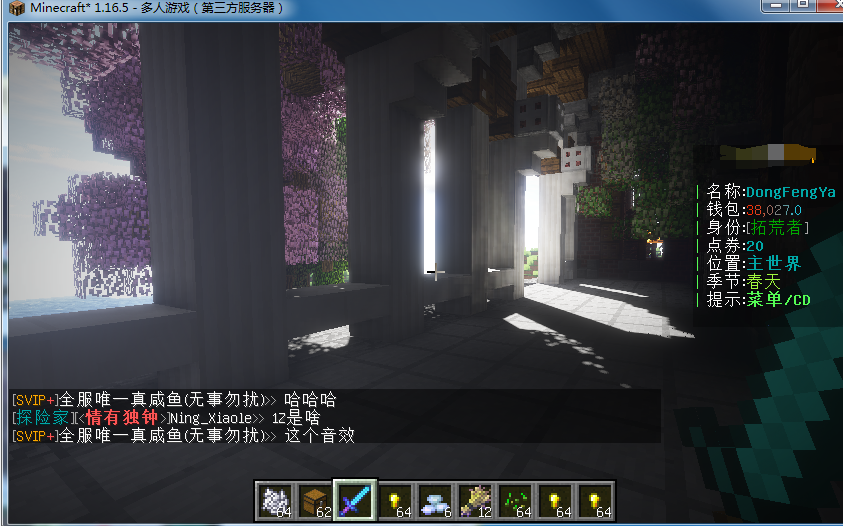 Minecraft* 1.16.5 - 多人游戏（第三方服务器）
| 名称:DongFengYa
| 钱包:38,027.0
| 身份:[拓荒者]
| 点券:20
| 位置:主世界
| 季节:春天
| 提示:菜单/CD
[SVIP+]全服唯一真咸鱼(无事勿扰)>> 哈哈哈
[探险家][<情有独钟>]Ning_Xiaole>> 12是啥
[SVIP+]全服唯一真咸鱼(无事勿扰)>> 这个音效
64 62 64 6 12 64 64 64